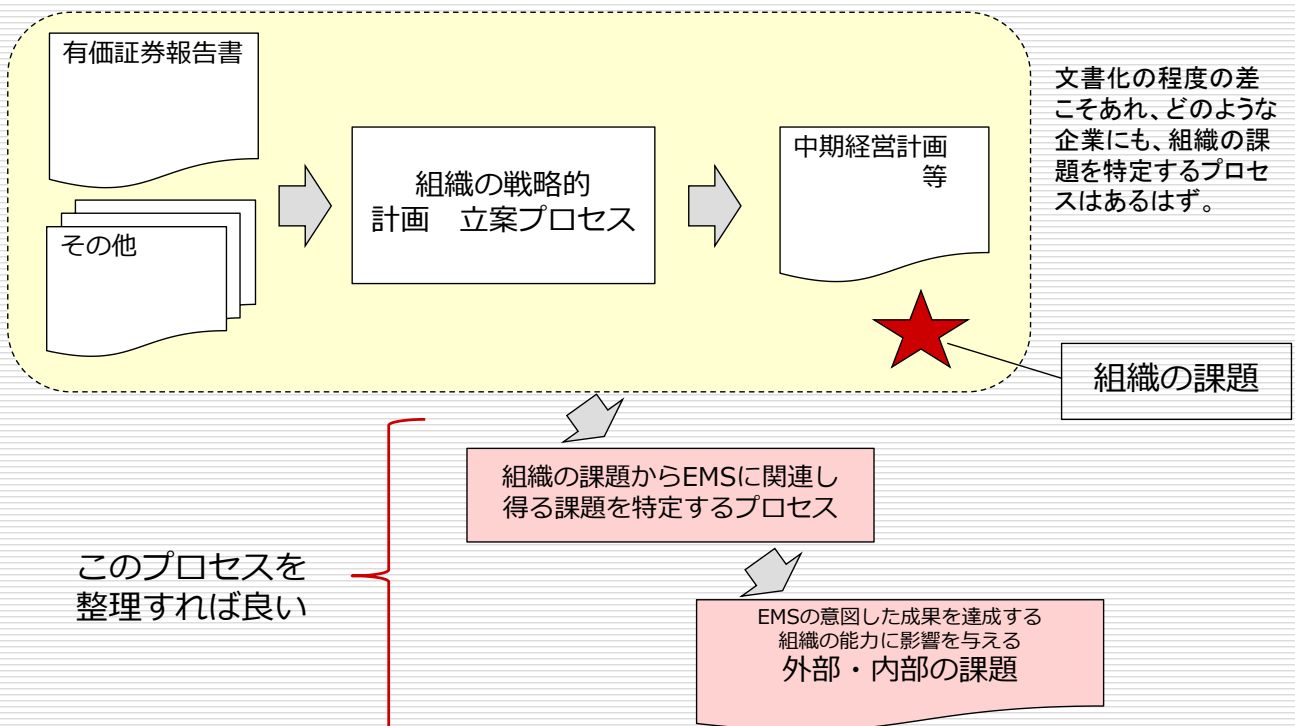 有価証券報告書
その他
組織の戦略的
計画　立案プロセス
中期経営計画
等
文書化の程度の差
こそあれ、どのような
企業にも、組織の課
題を特定するプロセ
スはあるはず。
組織の課題
組織の課題からEMSに関連し
得る課題を特定するプロセス
このプロセスを
整理すれば良い
EMSの意図した成果を達成する
組織の能力に影響を与える
外部・内部の課題